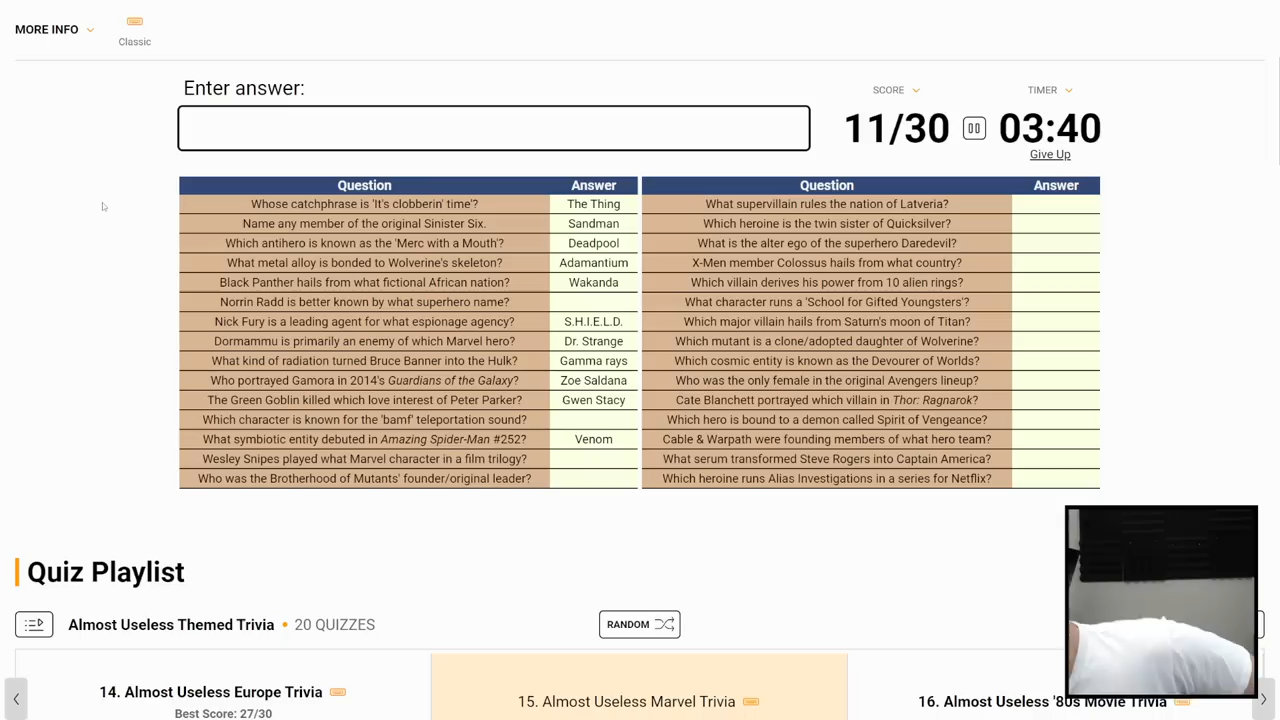 MORE INFO
Classic
Enter answer:
SCORE
TIMER
11/30
03:40
Give Up
Question Answer
Whose catchphrase is 'It's clobberin' time'? The Thing
Name any member of the original Sinister Six. Sandman
Which antihero is known as the 'Merc with a Mouth'? Deadpool
What metal alloy is bonded to Wolverine's skeleton? Adamantium
Black Panther hails from what fictional African nation? Wakanda
Norrin Radd is better known by what superhero name?
Nick Fury is a leading agent for what espionage agency? S.H.I.E.L.D.
Dormammu is primarily an enemy of which Marvel hero? Dr. Strange
What kind of radiation turned Bruce Banner into the Hulk? Gamma rays
Who portrayed Gamora in 2014's Guardians of the Galaxy? Zoe Saldana
The Green Goblin killed which love interest of Peter Parker? Gwen Stacy
Which character is known for the 'bamf' teleportation sound?
What symbiotic entity debuted in Amazing Spider-Man #252? Venom
Wesley Snipes played what Marvel character in a film trilogy?
Who was the Brotherhood of Mutants' founder/original leader?
Question Answer
What supervillain rules the nation of Latveria?
Which heroine is the twin sister of Quicksilver?
What is the alter ego of the superhero Daredevil?
X-Men member Colossus hails from what country?
Which villain derives his power from 10 alien rings?
What character runs a 'School for Gifted Youngsters'?
Which major villain hails from Saturn's moon of Titan?
Which mutant is a clone/adopted daughter of Wolverine?
Which cosmic entity is known as the Devourer of Worlds?
Who was the only female in the original Avengers lineup?
Cate Blanchett portrayed which villain in Thor: Ragnarok?
Which hero is bound to a demon called Spirit of Vengeance?
Cable & Warpath were founding members of what hero team?
What serum transformed Steve Rogers into Captain America?
Which heroine runs Alias Investigations in a series for Netflix?
Quiz Playlist
Almost Useless Themed Trivia • 20 QUIZZES
RANDOM
14. Almost Useless Europe Trivia
Best Score: 27/30
15. Almost Useless Marvel Trivia
16. Almost Useless '80s Movie Trivia